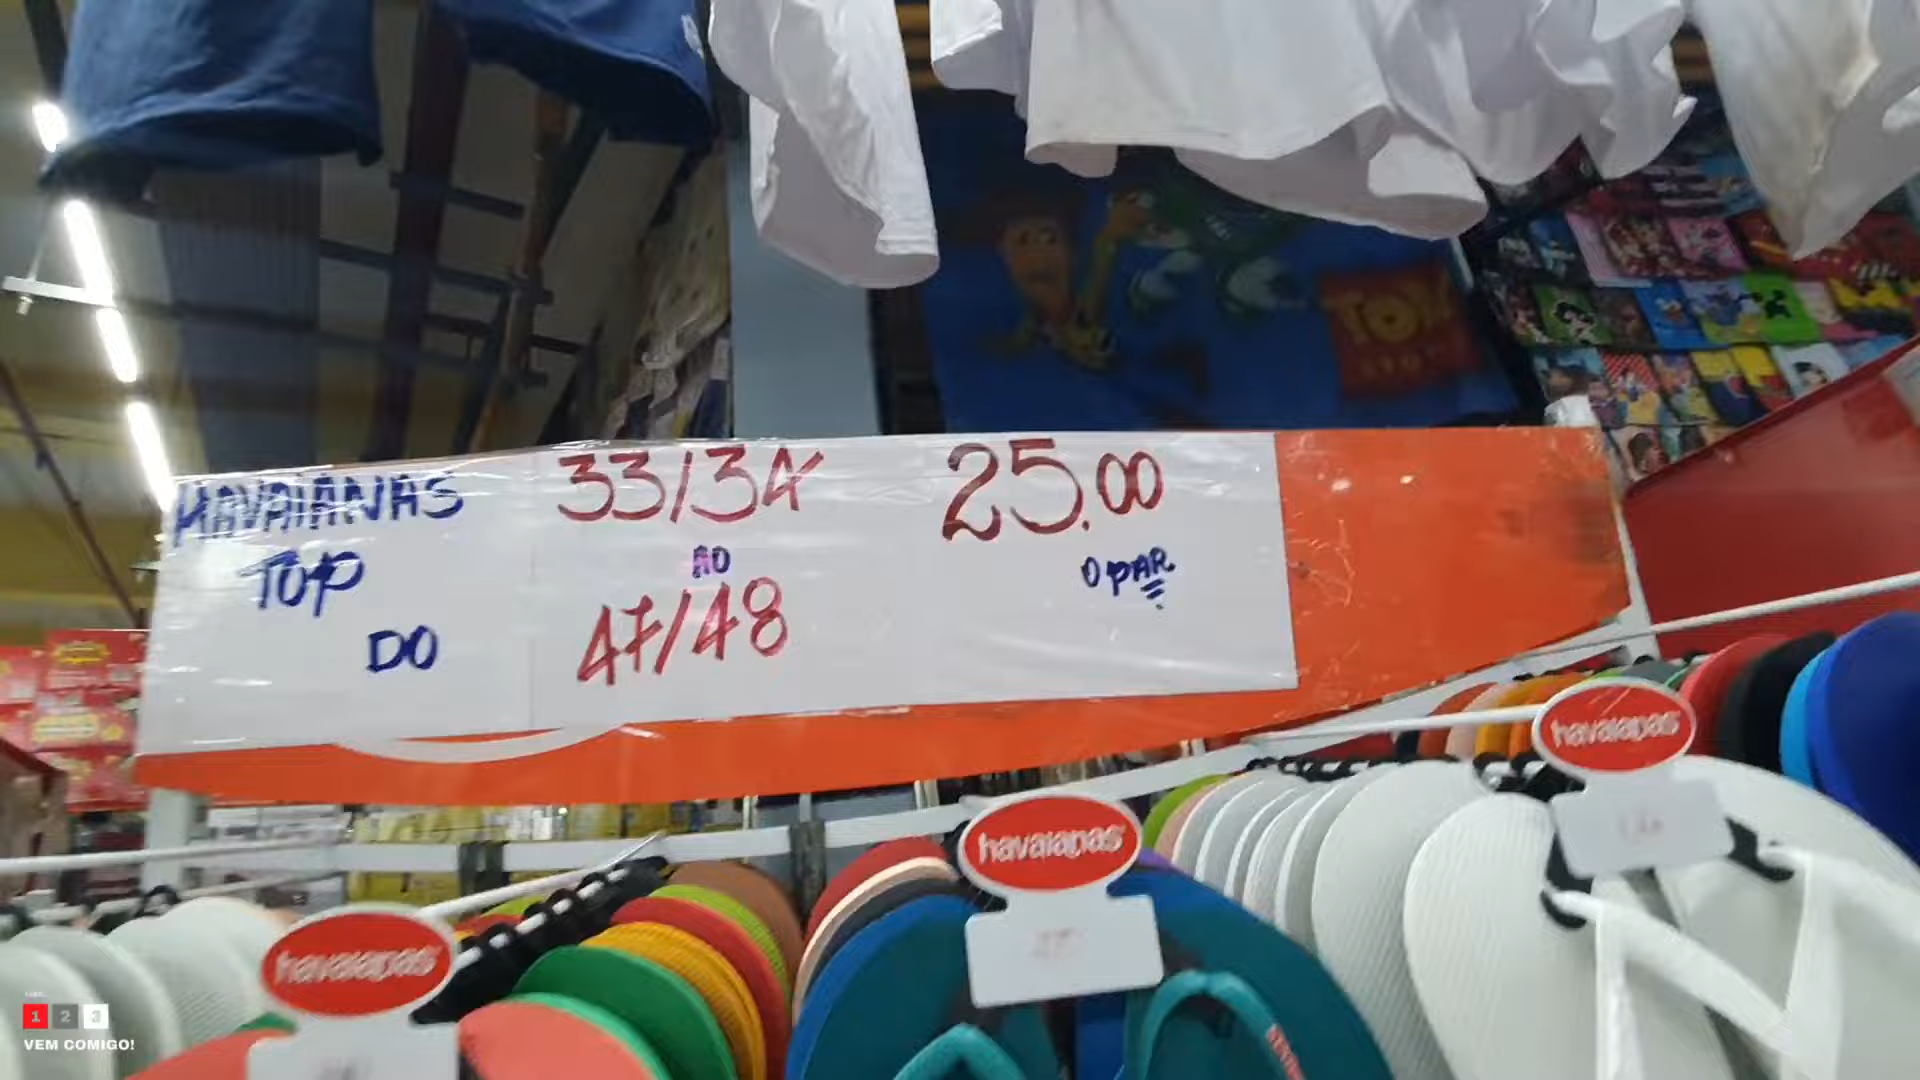 HAVAIANAS 33/34 25.00
TOP AO O PAR
DO 47/48
TOY
havaianas
havaianas
havaianas
1 2 3
VEM COMIGO!